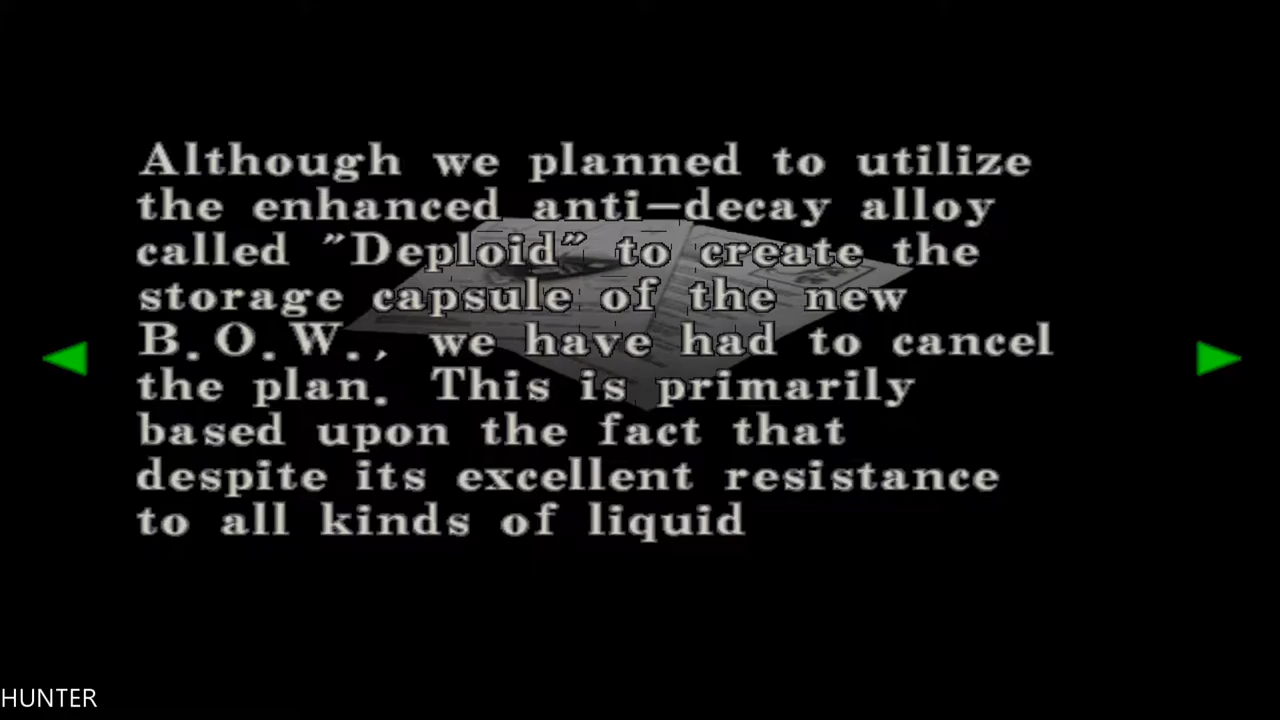 Although we planned to utilize
the enhanced anti-decay alloy
called "Deploid" to create the
storage capsule of the new
B.O.W., we have had to cancel
the plan. This is primarily
based upon the fact that
despite its excellent resistance
to all kinds of liquid
HUNTER